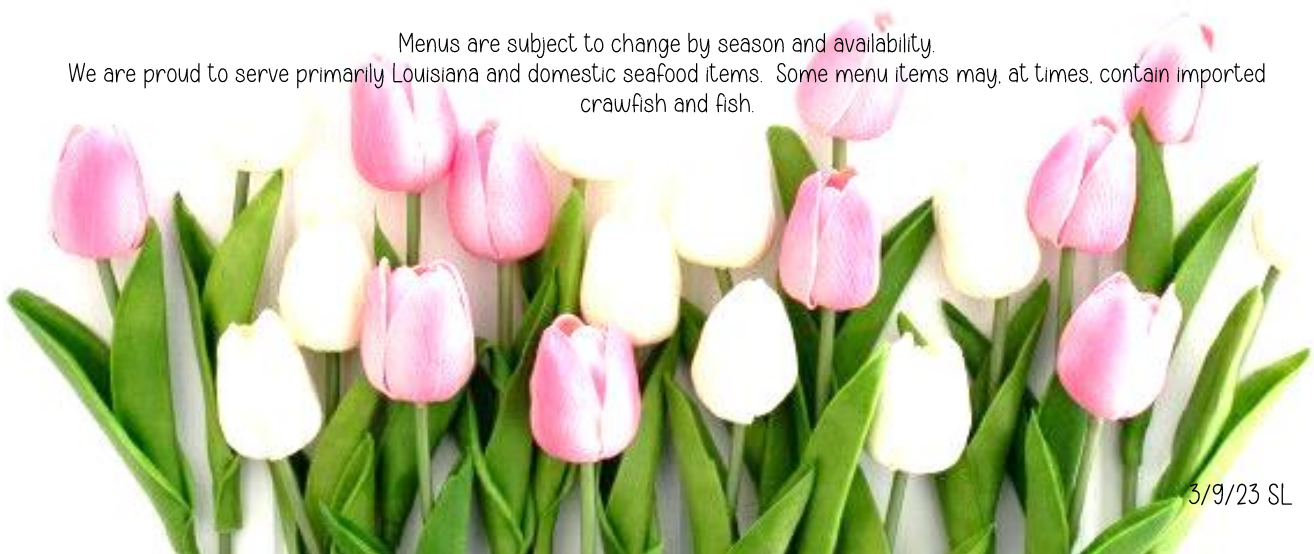 Menus are subject to change by season and availability.
We are proud to serve primarily Louisiana and domestic seafood items.  Some menu items may, at times, contain imported
crawfish and fish.
3/9/23 SL